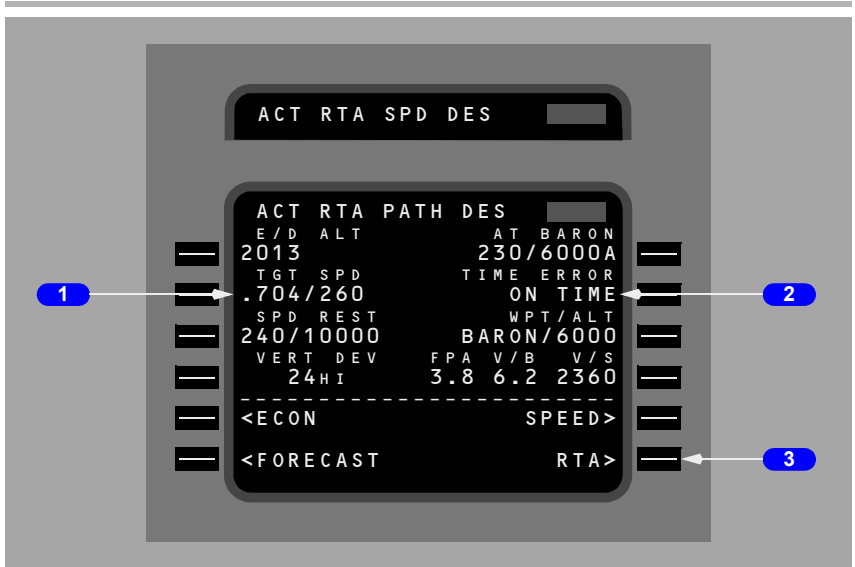 ACT RTA SPD DES
ACT RTA PATH DES
E/D ALT AT BARON
2013 230/6000A
TGT SPD TIME ERROR
1 .704/260 ON TIME 2
SPD REST WPT/ALT
240/10000 BARON/6000
VERT DEV FPA V/B V/S
24HI 3.8 6.2 2360
------------------------
<ECON SPEED>
<FORECAST RTA> 3